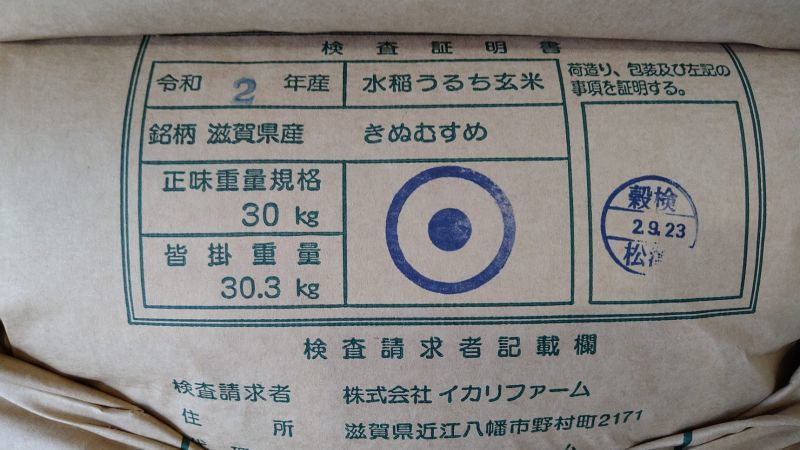 検査証明書
令和 2 年産 水稲うるち玄米
銘柄 滋賀県産 きぬむすめ
正味重量規格
30 kg
皆掛重量
30.3 kg
荷造り、包装及び左記の
事項を証明する。
穀検
2.9.23
松
検査請求者記載欄
検査請求者 株式会社 イカリファーム
住所 滋賀県近江八幡市野村町2171